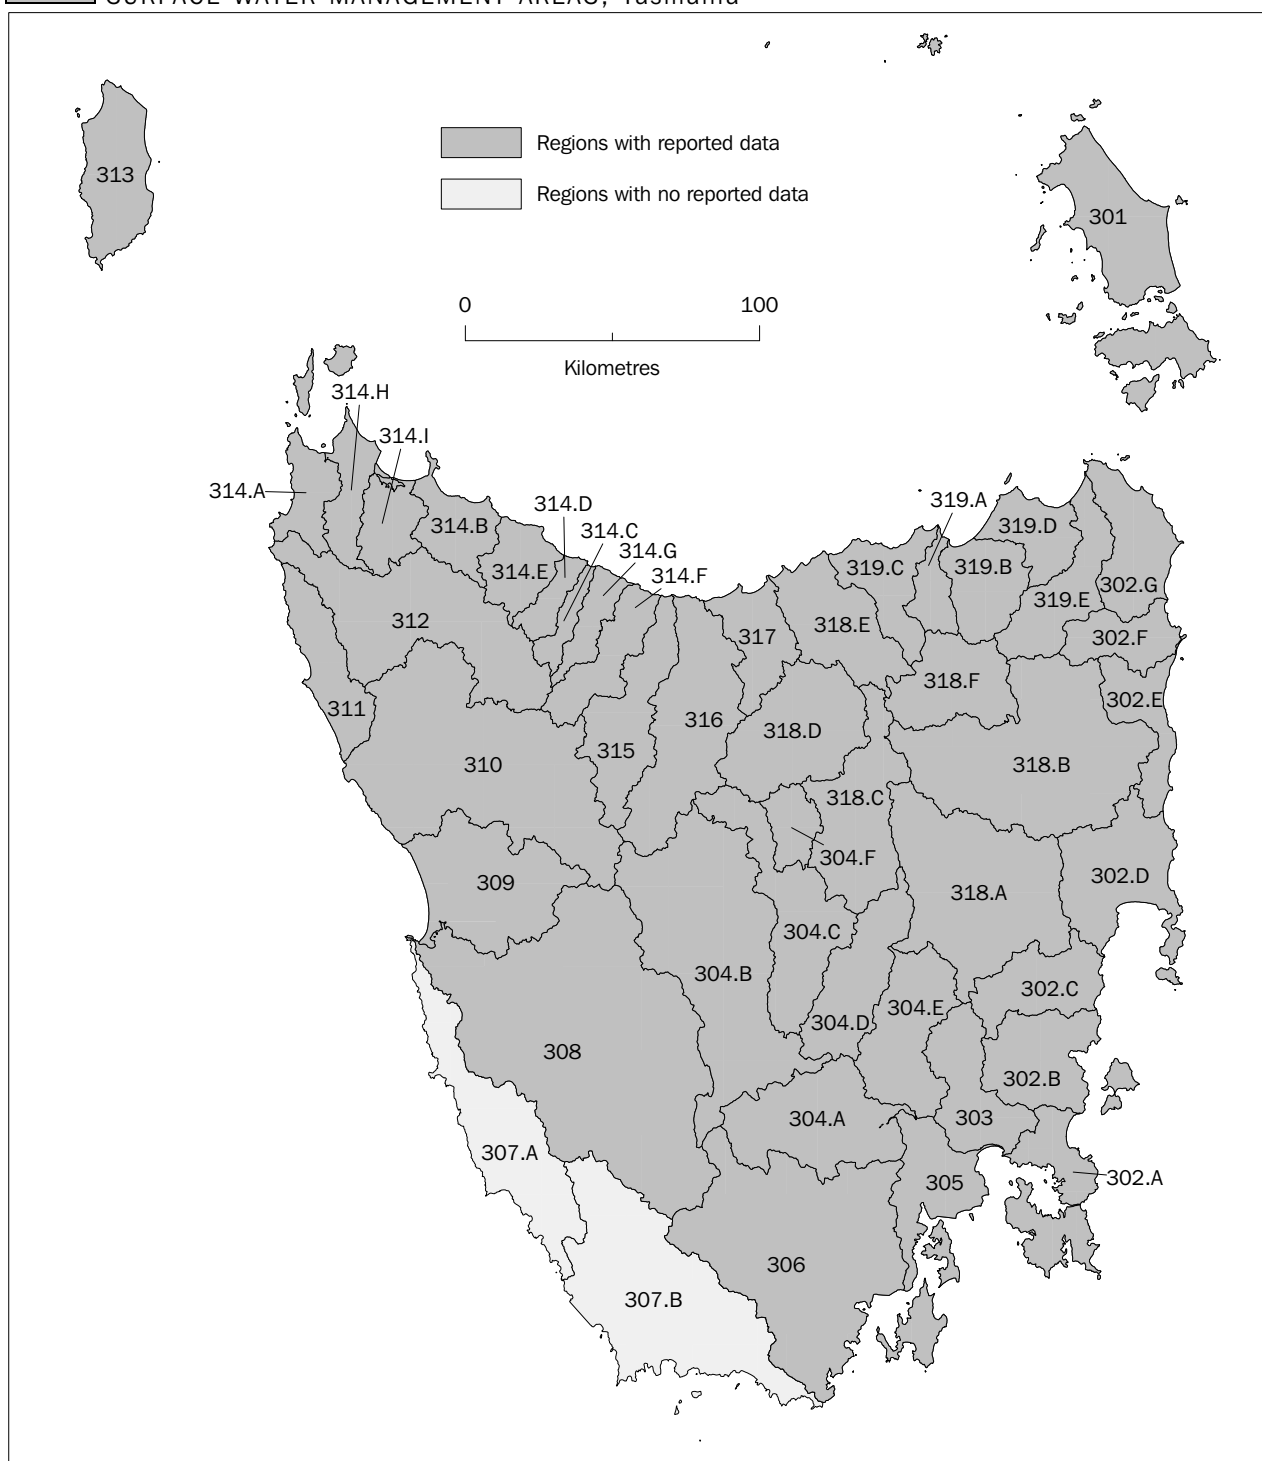 SURFACE WATER MANAGEMENT AREAS, Tasmania
313
Regions with reported data
Regions with no reported data
301
0 100
Kilometres
314.H
314.I
314.A
314.D
314.B
314.C
314.G
314.E
314.F
319.A
319.D
319.C
319.B
302.G
319.E
312
318.E
317
302.F
318.F
302.E
311
316
318.D
315
310
318.B
318.C
304.F
302.D
309
318.A
304.C
304.B
302.C
304.E
304.D
308
302.B
304.A
303
307.A
302.A
305
306
307.B